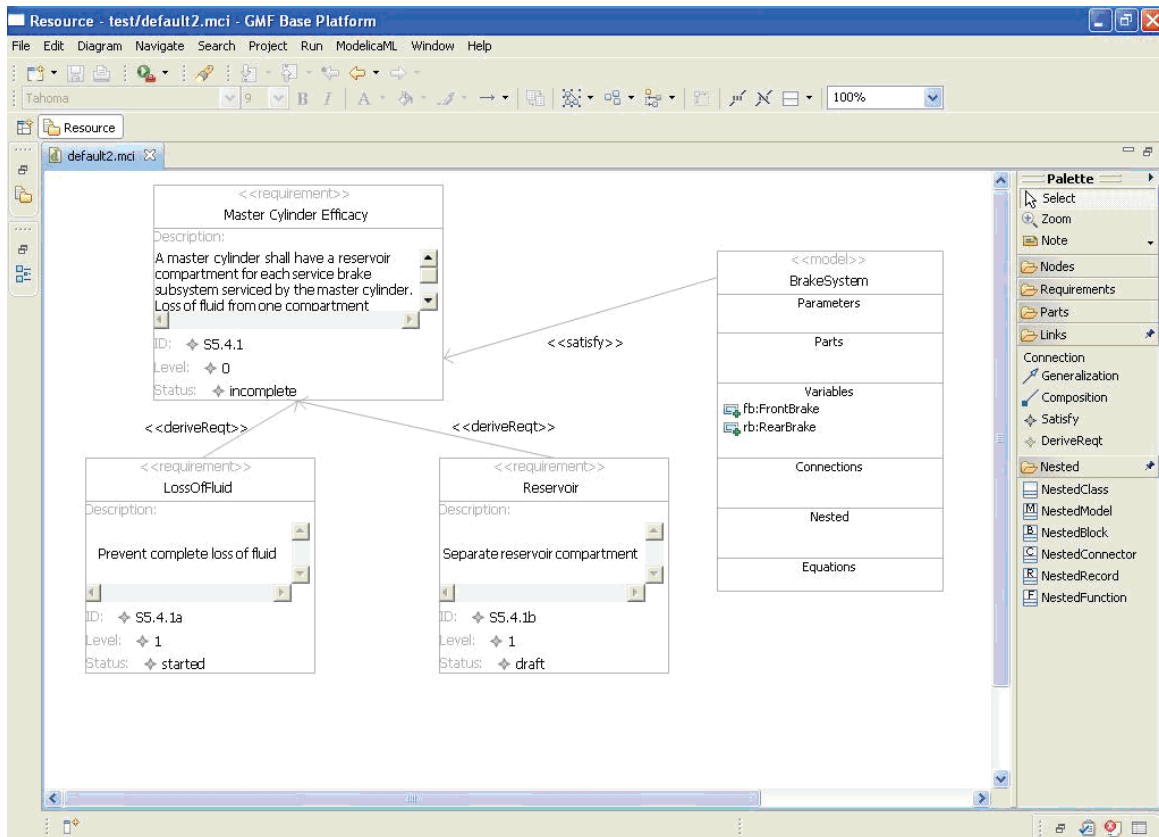 Resource - test/default2.mci - GMF Base Platform
File Edit Diagram Navigate Search Project Run ModelicaML Window Help
Tahoma 9 B I A 100%
Resource
default2.mci
<<requirement>>
Master Cylinder Efficacy
Description:
A master cylinder shall have a reservoir
compartment for each service brake
subsystem serviced by the master cylinder.
Loss of fluid from one compartment
ID: S5.4.1
Level: 0
Status: incomplete
<<satisfy>>
<<model>>
BrakeSystem
Parameters
Parts
Variables
fb:FrontBrake
rb:RearBrake
Connections
Nested
Equations
<<deriveReqt>>
<<deriveReqt>>
<<requirement>>
LossOfFluid
Description:
Prevent complete loss of fluid
ID: S5.4.1a
Level: 1
Status: started
<<requirement>>
Reservoir
Description:
Separate reservoir compartment
ID: S5.4.1b
Level: 1
Status: draft
Palette
Select
Zoom
Note
Nodes
Requirements
Parts
Links
Connection
Generalization
Composition
Satisfy
DeriveReqt
Nested
NestedClass
M NestedModel
B NestedBlock
C NestedConnector
R NestedRecord
F NestedFunction